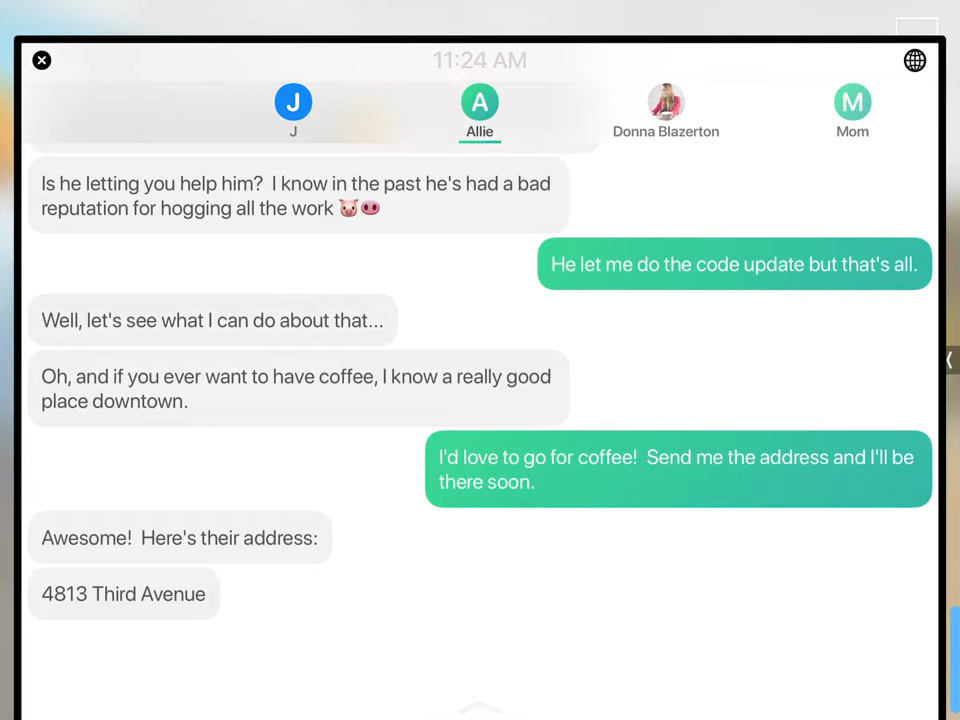 11:24 AM
J
A
M
J
Allie
Donna Blazerton
Mom
Is he letting you help him?  I know in the past he's had a bad
reputation for hogging all the work 🐷🐽
He let me do the code update but that's all.
Well, let's see what I can do about that...
Oh, and if you ever want to have coffee, I know a really good
place downtown.
I'd love to go for coffee!  Send me the address and I'll be
there soon.
Awesome!  Here's their address:
4813 Third Avenue